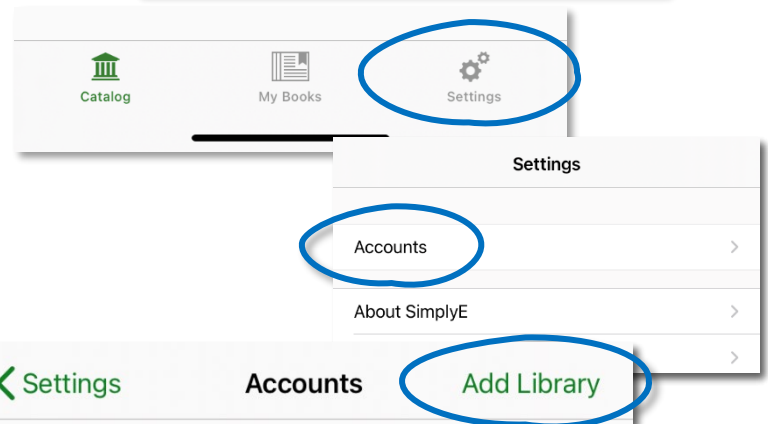 Catalog My Books Settings
Settings
Accounts
About SimplyE
Settings Accounts Add Library